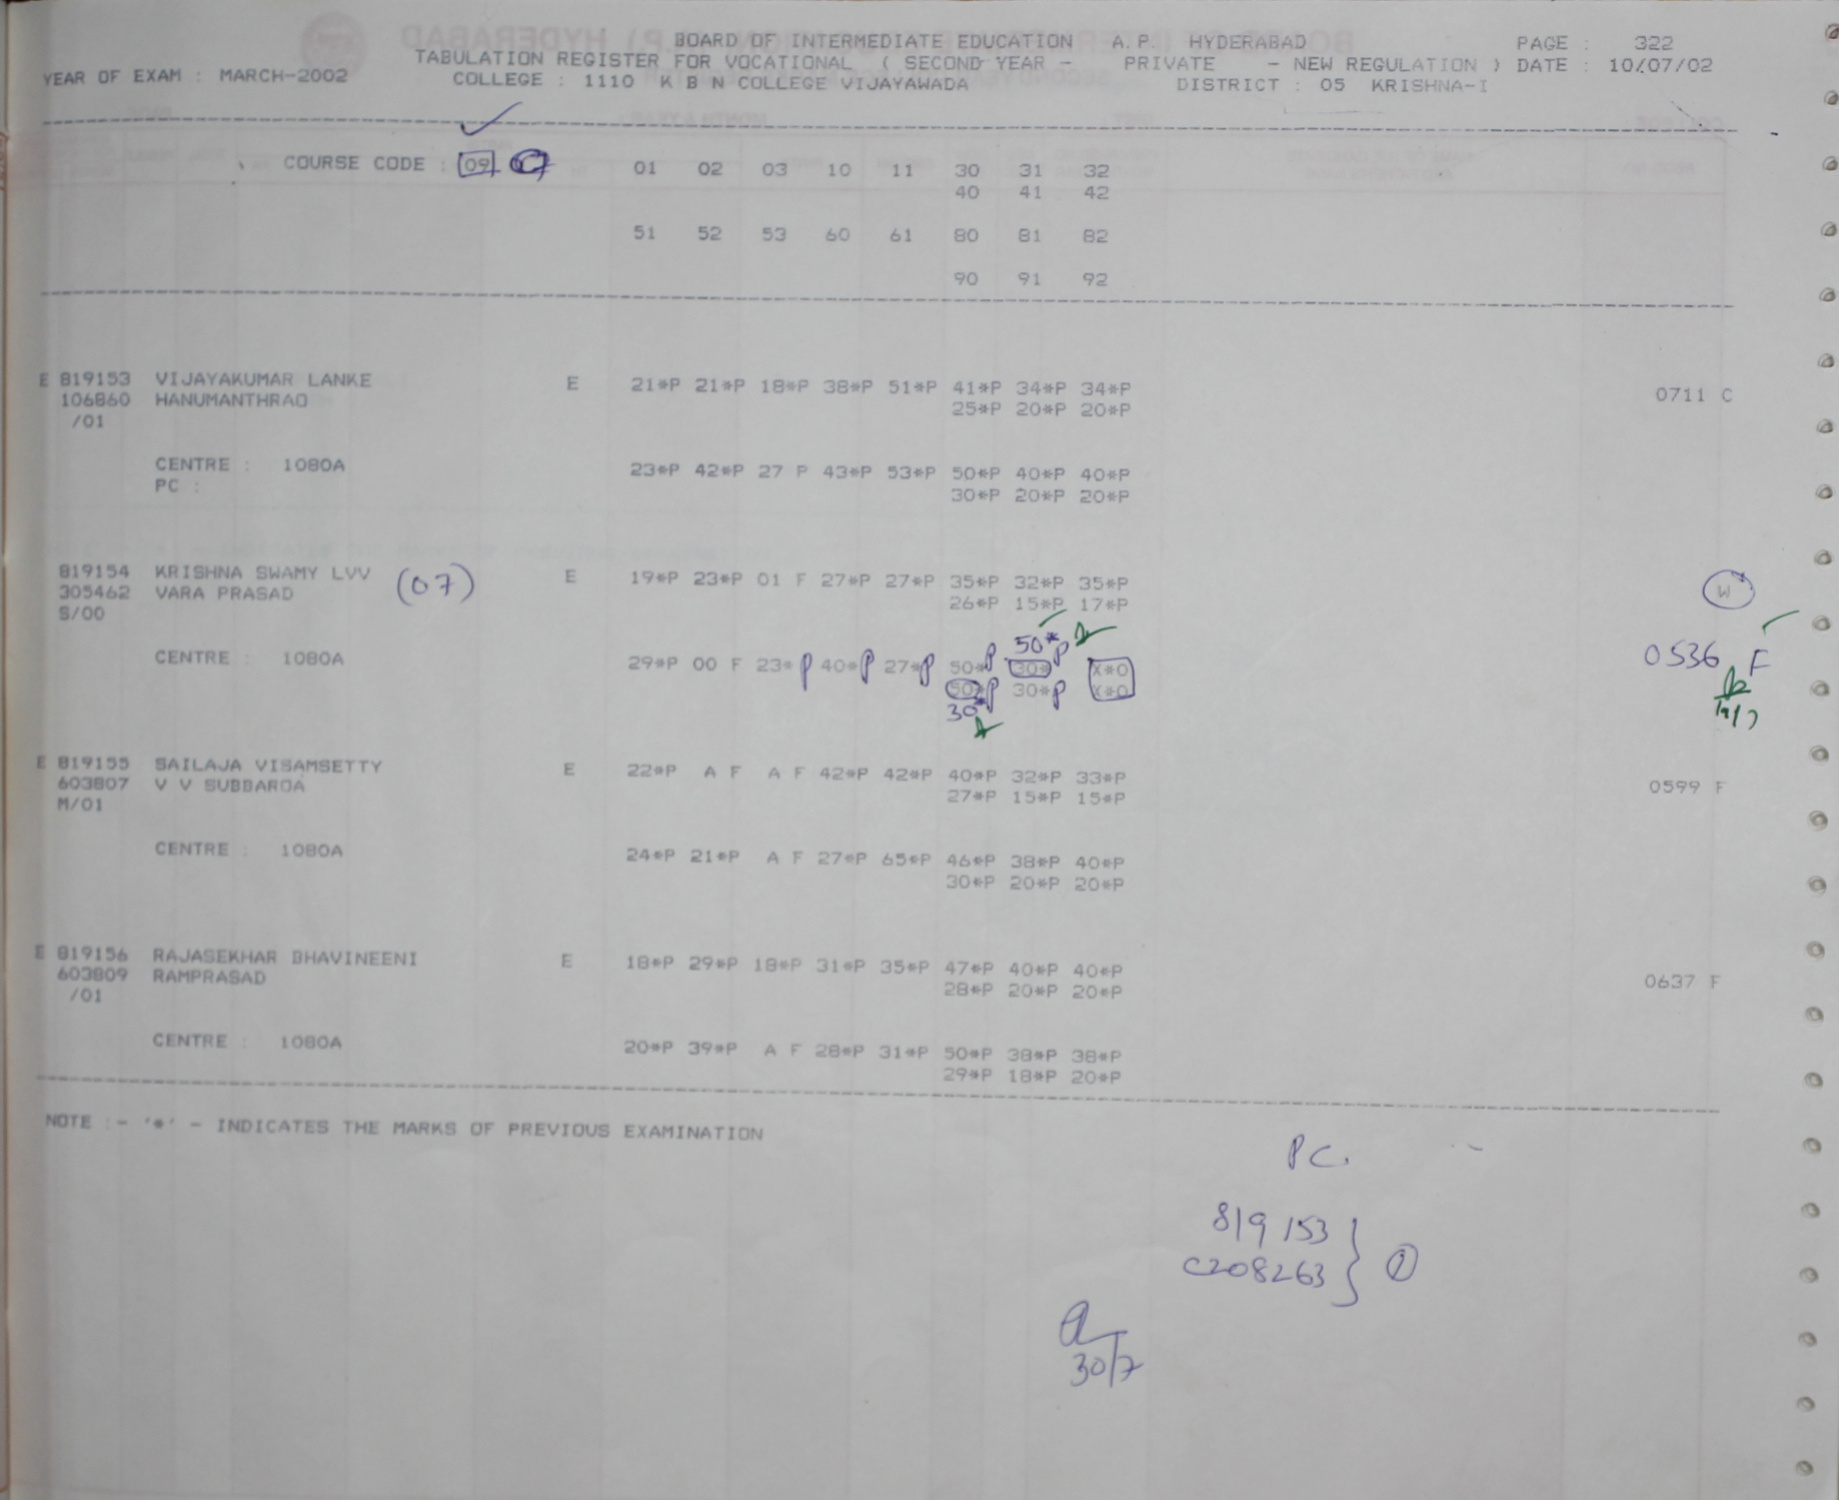 BOARD OF INTERMEDIATE EDUCATION A.P. HYDERABAD PAGE : 322
TABULATION REGISTER FOR VOCATIONAL ( SECOND YEAR - PRIVATE - NEW REGULATION ) DATE : 10/07/02
YEAR OF EXAM : MARCH-2002 COLLEGE : 1110 K B N COLLEGE VIJAYAWADA DISTRICT : 05 KRISHNA-I
COURSE CODE : 09 07 01 02 03 10 11 30 31 32
40 41 42
51 52 53 60 61 80 81 82
90 91 92
E 819153 VIJAYAKUMAR LANKE E 21*P 21*P 18*P 38*P 51*P 41*P 34*P 34*P
106860 HANUMANTHRAO 25*P 20*P 20*P 0711 C
/01
CENTRE : 1080A 23*P 42*P 27 P 43*P 53*P 50*P 40*P 40*P
PC : 30*P 20*P 20*P
819154 KRISHNA SWAMY LVV (07) E 19*P 23*P 01 F 27*P 27*P 35*P 32*P 35*P
305462 VARA PRASAD 26*P 15*P 17*P W
S/00
50* P
CENTRE : 1080A 29*P 00 F 23*P 40*P 27*P 50*P 30* X*O 0536 F
50*P 30*P X*O
30*
E 819155 SAILAJA VISAMSETTY E 22*P A F A F 42*P 42*P 40*P 32*P 33*P
603807 V V SUBBAROA 27*P 15*P 15*P 0599 F
M/01
CENTRE : 1080A 24*P 21*P A F 27*P 65*P 46*P 38*P 40*P
30*P 20*P 20*P
E 819156 RAJASEKHAR BHAVINEENI E 18*P 29*P 18*P 31*P 35*P 47*P 40*P 40*P
603809 RAMPRASAD 28*P 20*P 20*P 0637 F
/01
CENTRE : 1080A 20*P 39*P A F 28*P 31*P 50*P 38*P 38*P
29*P 18*P 20*P
NOTE :- '*' - INDICATES THE MARKS OF PREVIOUS EXAMINATION
PC.
819153
C208263 } 1
30/7